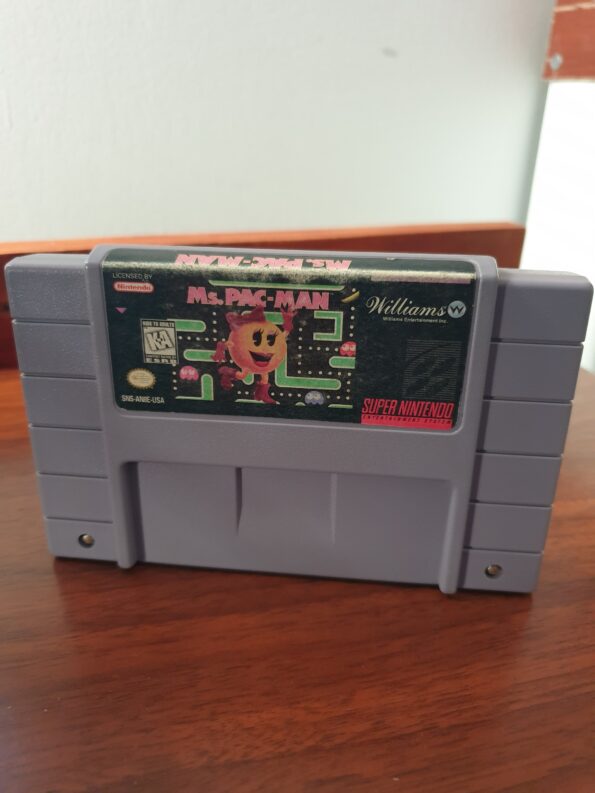 Ms. PAC-MAN
LICENSED BY
Nintendo
Ms. PAC-MAN
Williams W
Williams Entertainment Inc.
KIDS TO ADULTS
K-A
ESRB
SNS-ANIE-USA
SUPER NINTENDO
ENTERTAINMENT SYSTEM